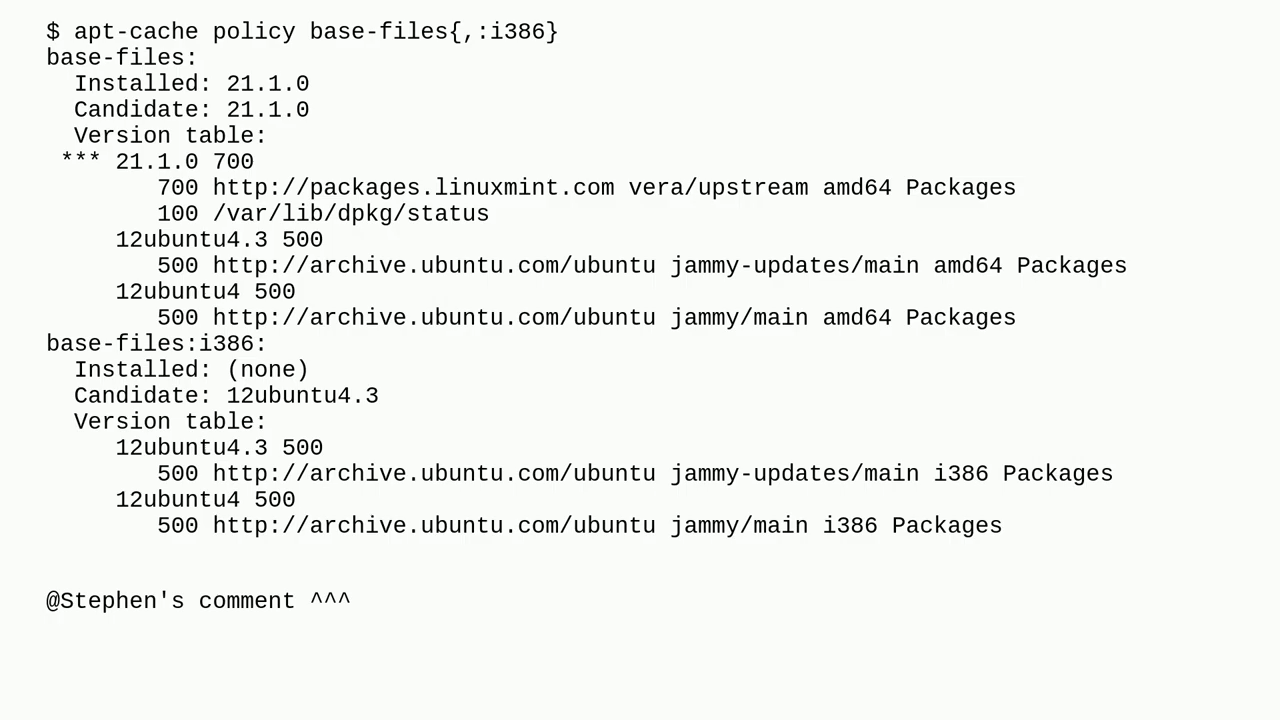 $ apt-cache policy base-files{,:i386}
base-files:
  Installed: 21.1.0
  Candidate: 21.1.0
  Version table:
 *** 21.1.0 700
        700 http://packages.linuxmint.com vera/upstream amd64 Packages
        100 /var/lib/dpkg/status
     12ubuntu4.3 500
        500 http://archive.ubuntu.com/ubuntu jammy-updates/main amd64 Packages
     12ubuntu4 500
        500 http://archive.ubuntu.com/ubuntu jammy/main amd64 Packages
base-files:i386:
  Installed: (none)
  Candidate: 12ubuntu4.3
  Version table:
     12ubuntu4.3 500
        500 http://archive.ubuntu.com/ubuntu jammy-updates/main i386 Packages
     12ubuntu4 500
        500 http://archive.ubuntu.com/ubuntu jammy/main i386 Packages
@Stephen's comment ^^^